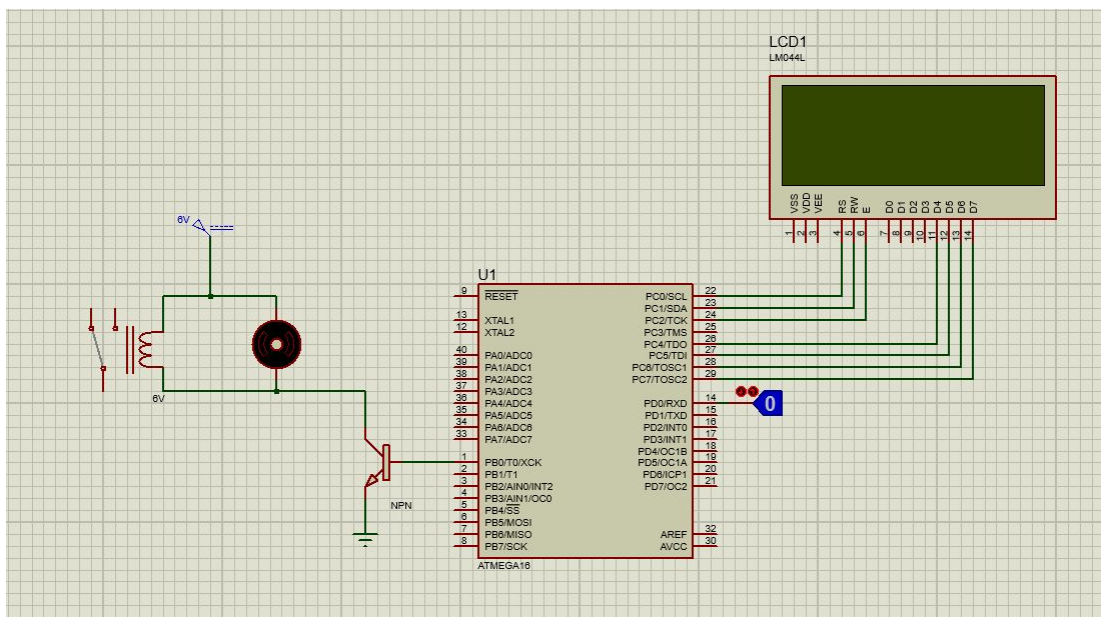 LCD1
LM044L
VSS VDD VEE RS RW E D0 D1 D2 D3 D4 D5 D6 D7
1 2 3 4 5 6 7 8 9 10 11 12 13 14
6V
6V
NPN
U1
9 RESET PC0/SCL 22
PC1/SDA 23
13 XTAL1 PC2/TCK 24
12 XTAL2 PC3/TMS 25
PC4/TDO 26
40 PA0/ADC0 PC5/TDI 27
39 PA1/ADC1 PC6/TOSC1 28
38 PA2/ADC2 PC7/TOSC2 29
37 PA3/ADC3
36 PA4/ADC4 PD0/RXD 14 0
35 PA5/ADC5 PD1/TXD 15
34 PA6/ADC6 PD2/INT0 16
33 PA7/ADC7 PD3/INT1 17
PD4/OC1B 18
1 PB0/T0/XCK PD5/OC1A 19
2 PB1/T1 PD6/ICP1 20
3 PB2/AIN0/INT2 PD7/OC2 21
4 PB3/AIN1/OC0
5 PB4/SS
6 PB5/MOSI
7 PB6/MISO AREF 32
8 PB7/SCK AVCC 30
ATMEGA16